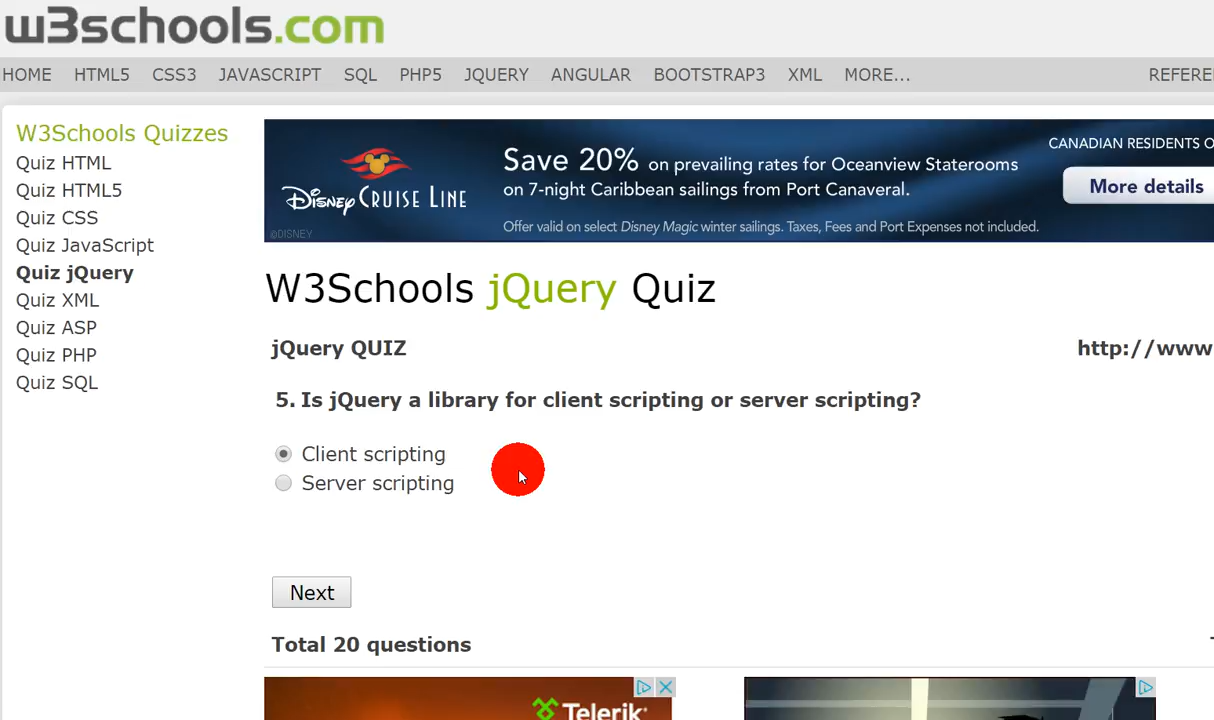 w3schools.com
HOME HTML5 CSS3 JAVASCRIPT SQL PHP5 JQUERY ANGULAR BOOTSTRAP3 XML MORE...
W3Schools Quizzes
Quiz HTML
Quiz HTML5
Quiz CSS
Quiz JavaScript
Quiz jQuery
Quiz XML
Quiz ASP
Quiz PHP
Quiz SQL
CANADIAN RESIDENTS
Save 20% on prevailing rates for Oceanview Staterooms
on 7-night Caribbean sailings from Port Canaveral.
More details
Disney CRUISE LINE
Offer valid on select Disney Magic winter sailings. Taxes, Fees and Port Expenses not included.
©DISNEY
W3Schools jQuery Quiz
jQuery QUIZ http://www
5. Is jQuery a library for client scripting or server scripting?
Client scripting
Server scripting
Next
Total 20 questions
Telerik